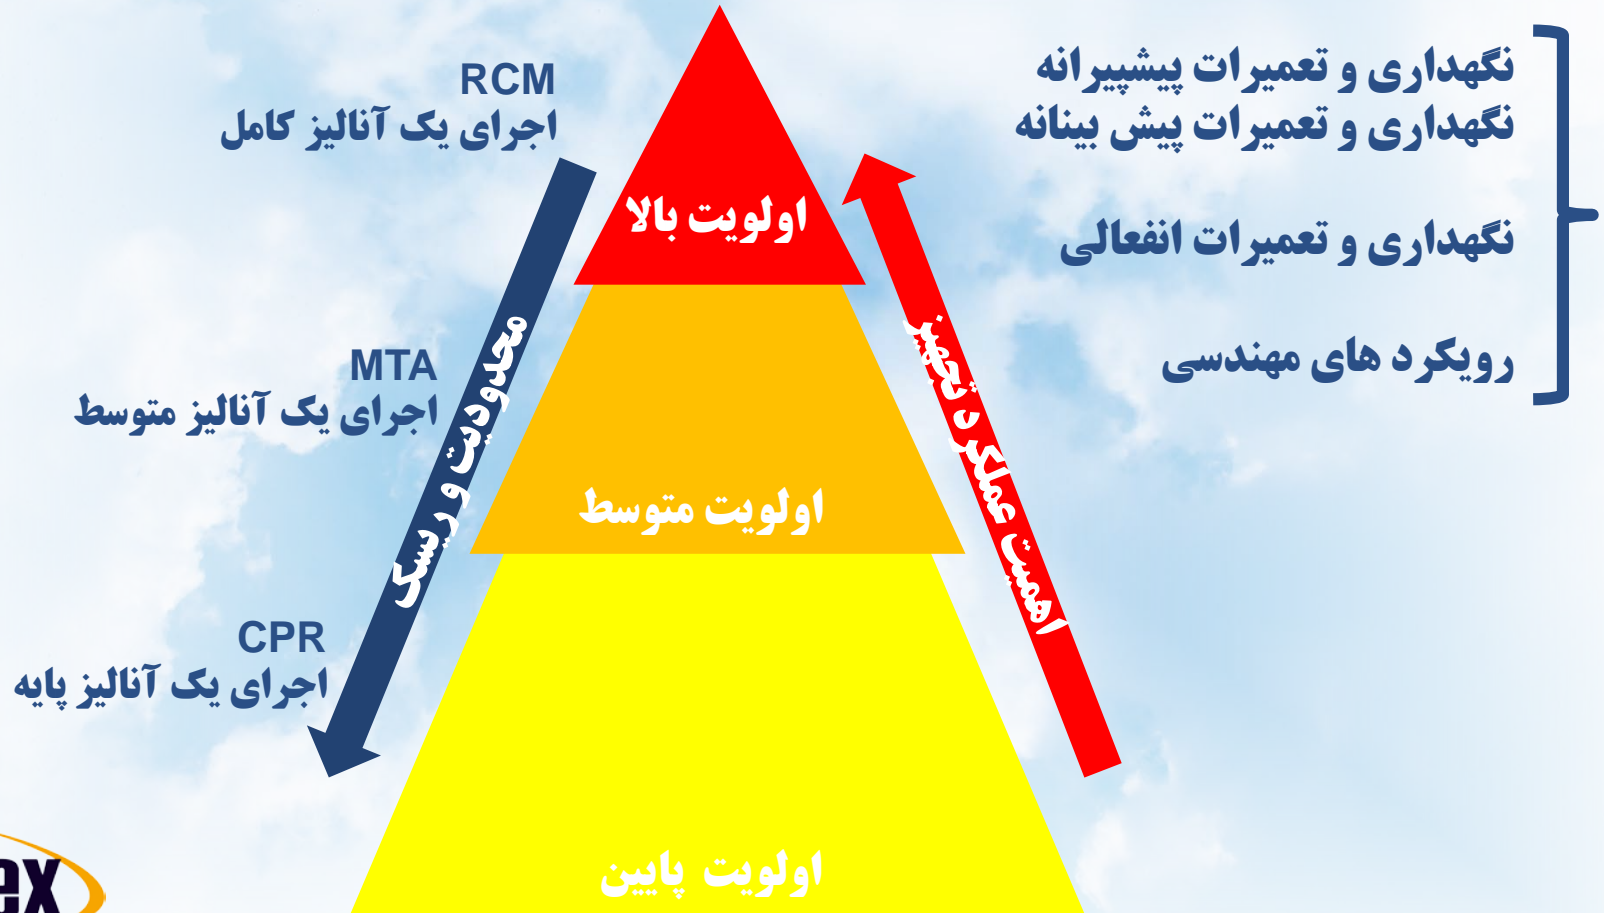 نگهداری و تعمیرات پیشپیرانه
نگهداری و تعمیرات پیش بینانه
نگهداری و تعمیرات انفعالی
رویکرد های مهندسی
اهمیت عملکرد تجهیز
اولویت بالا
اولویت متوسط
اولویت پایین
محدودیت و ریسک
RCM
اجرای یک آنالیز کامل
MTA
اجرای یک آنالیز متوسط
CPR
اجرای یک آنالیز پایه